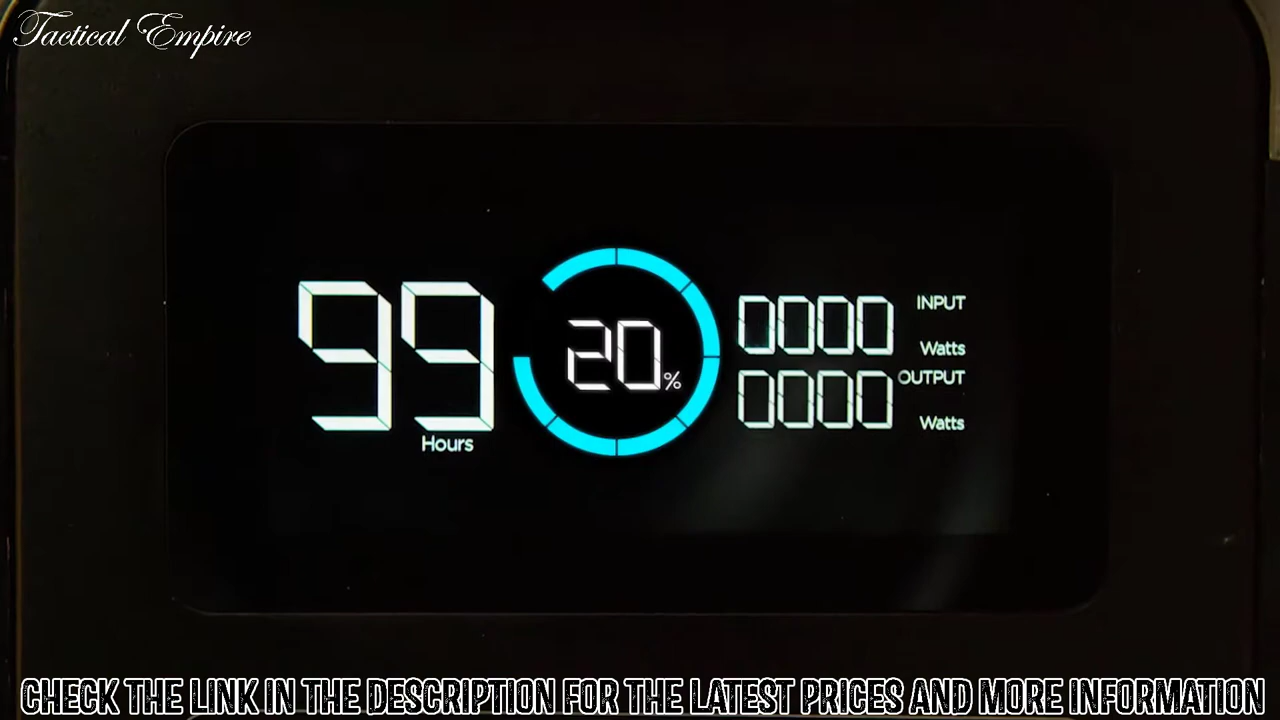 Tactical Empire
99
Hours
20%
0000 INPUT
Watts
0000 OUTPUT
Watts
CHECK THE LINK IN THE DESCRIPTION FOR THE LATEST PRICES AND MORE INFORMATION